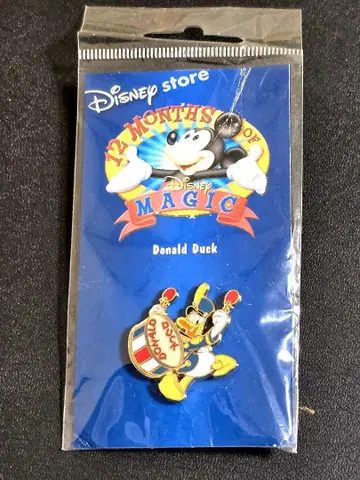 Disney store
12 MONTHS OF
Disney
MAGIC
Donald Duck
DONALD
DUCK